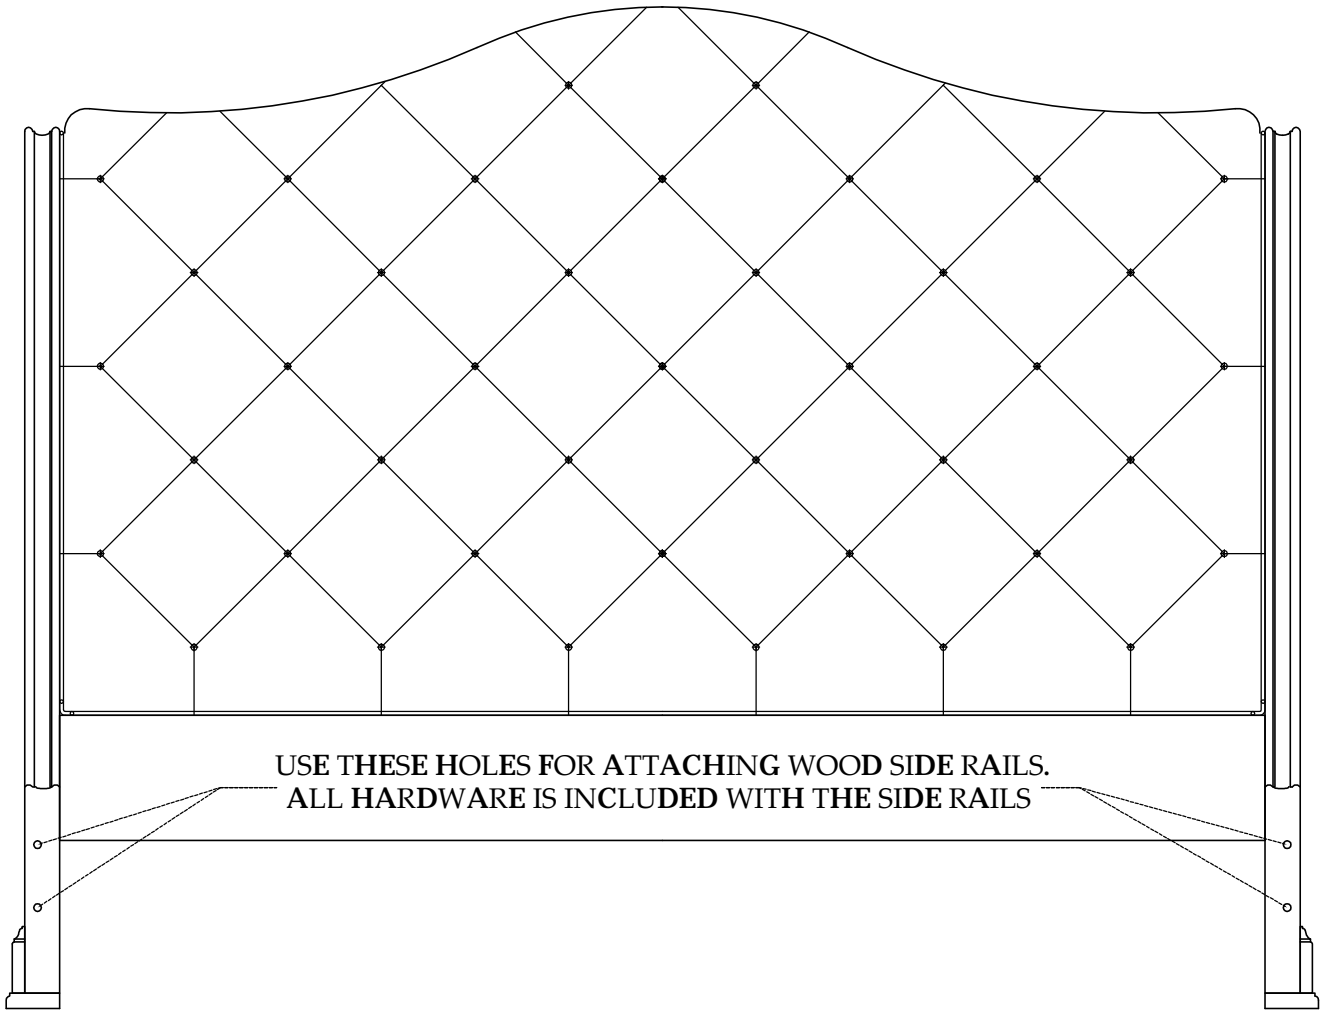 USE THESE HOLES FOR ATTACHING WOOD SIDE RAILS.
ALL HARDWARE IS INCLUDED WITH THE SIDE RAILS